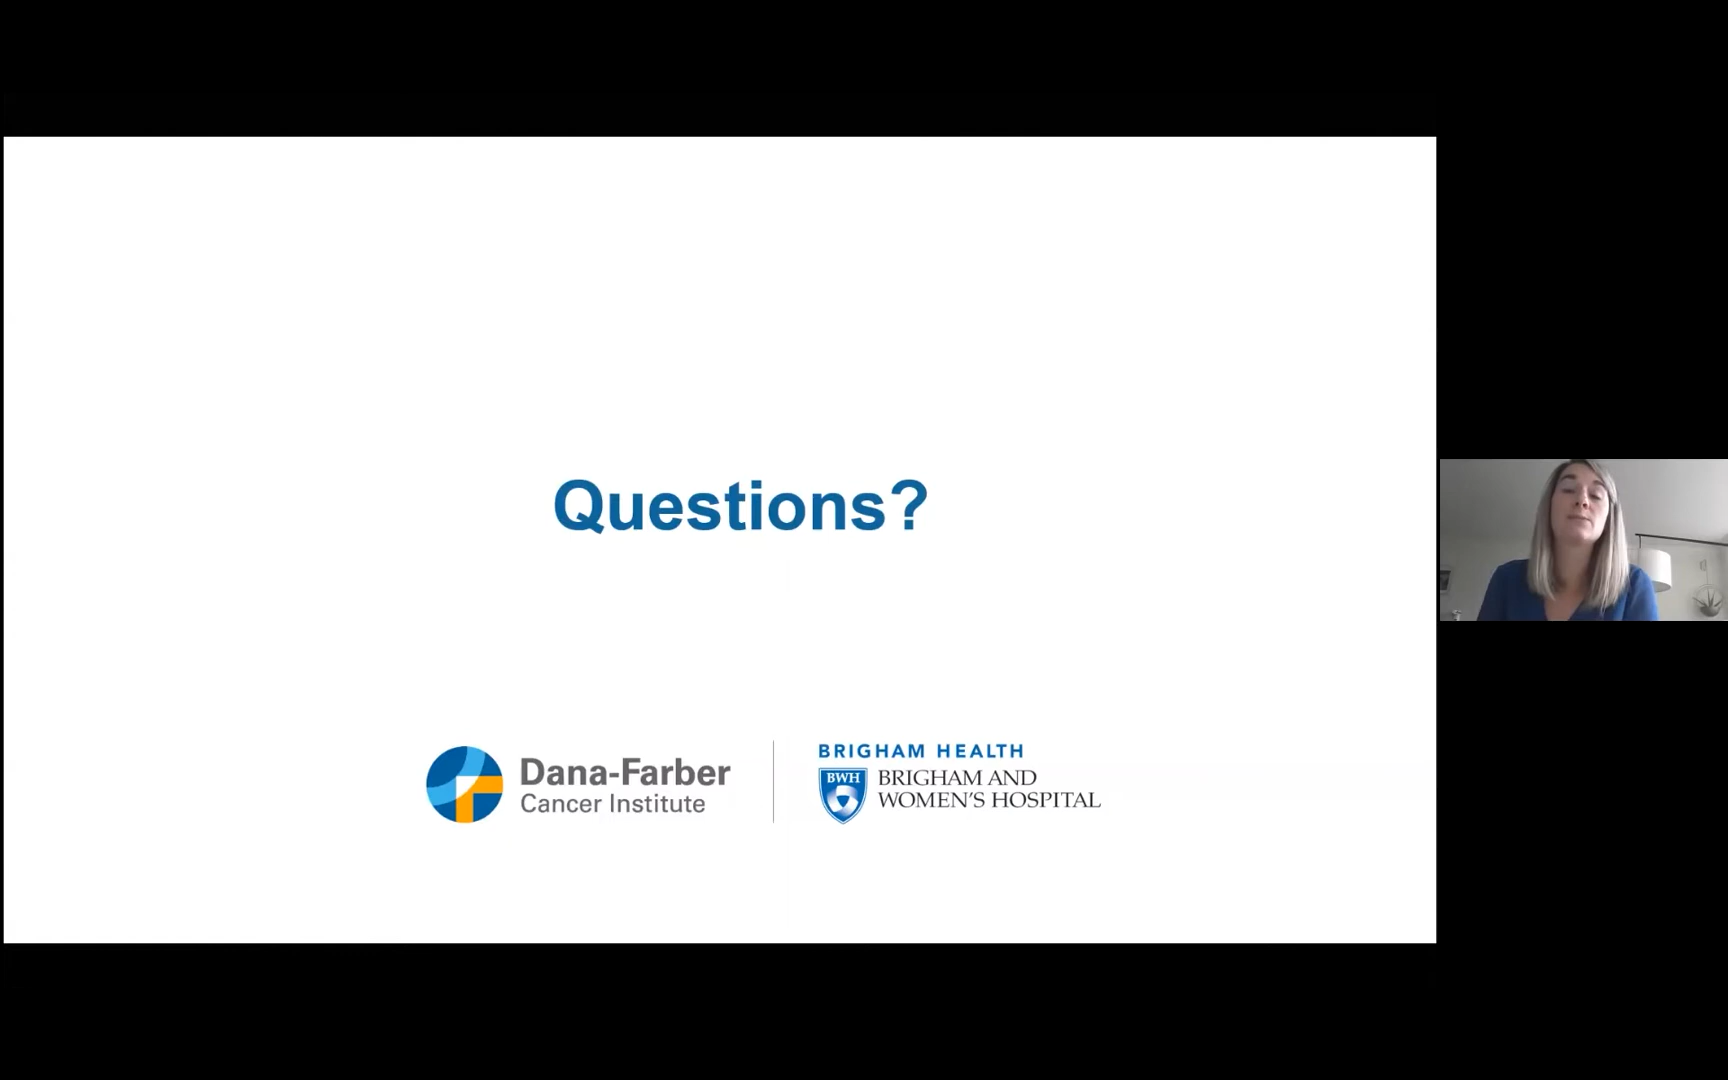 Questions?
Dana-Farber
Cancer Institute
BRIGHAM HEALTH
BWH
BRIGHAM AND
WOMEN'S HOSPITAL